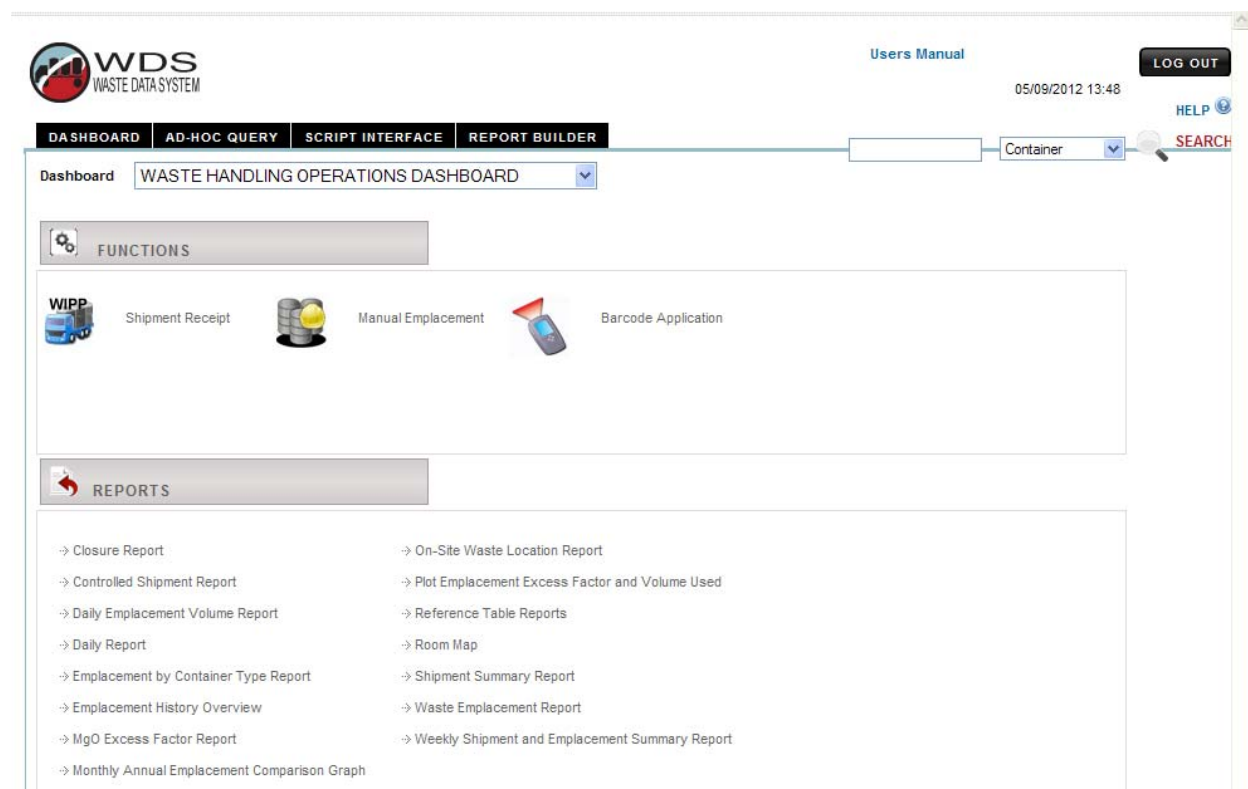 WDS
WASTE DATA SYSTEM
Users Manual
LOG OUT
05/09/2012 13:48
HELP
DASHBOARD AD-HOC QUERY SCRIPT INTERFACE REPORT BUILDER
Container
SEARCH
Dashboard WASTE HANDLING OPERATIONS DASHBOARD
FUNCTIONS
WIPP
Shipment Receipt Manual Emplacement Barcode Application
REPORTS
Closure Report On-Site Waste Location Report
Controlled Shipment Report Plot Emplacement Excess Factor and Volume Used
Daily Emplacement Volume Report Reference Table Reports
Daily Report Room Map
Emplacement by Container Type Report Shipment Summary Report
Emplacement History Overview Waste Emplacement Report
MgO Excess Factor Report Weekly Shipment and Emplacement Summary Report
Monthly Annual Emplacement Comparison Graph